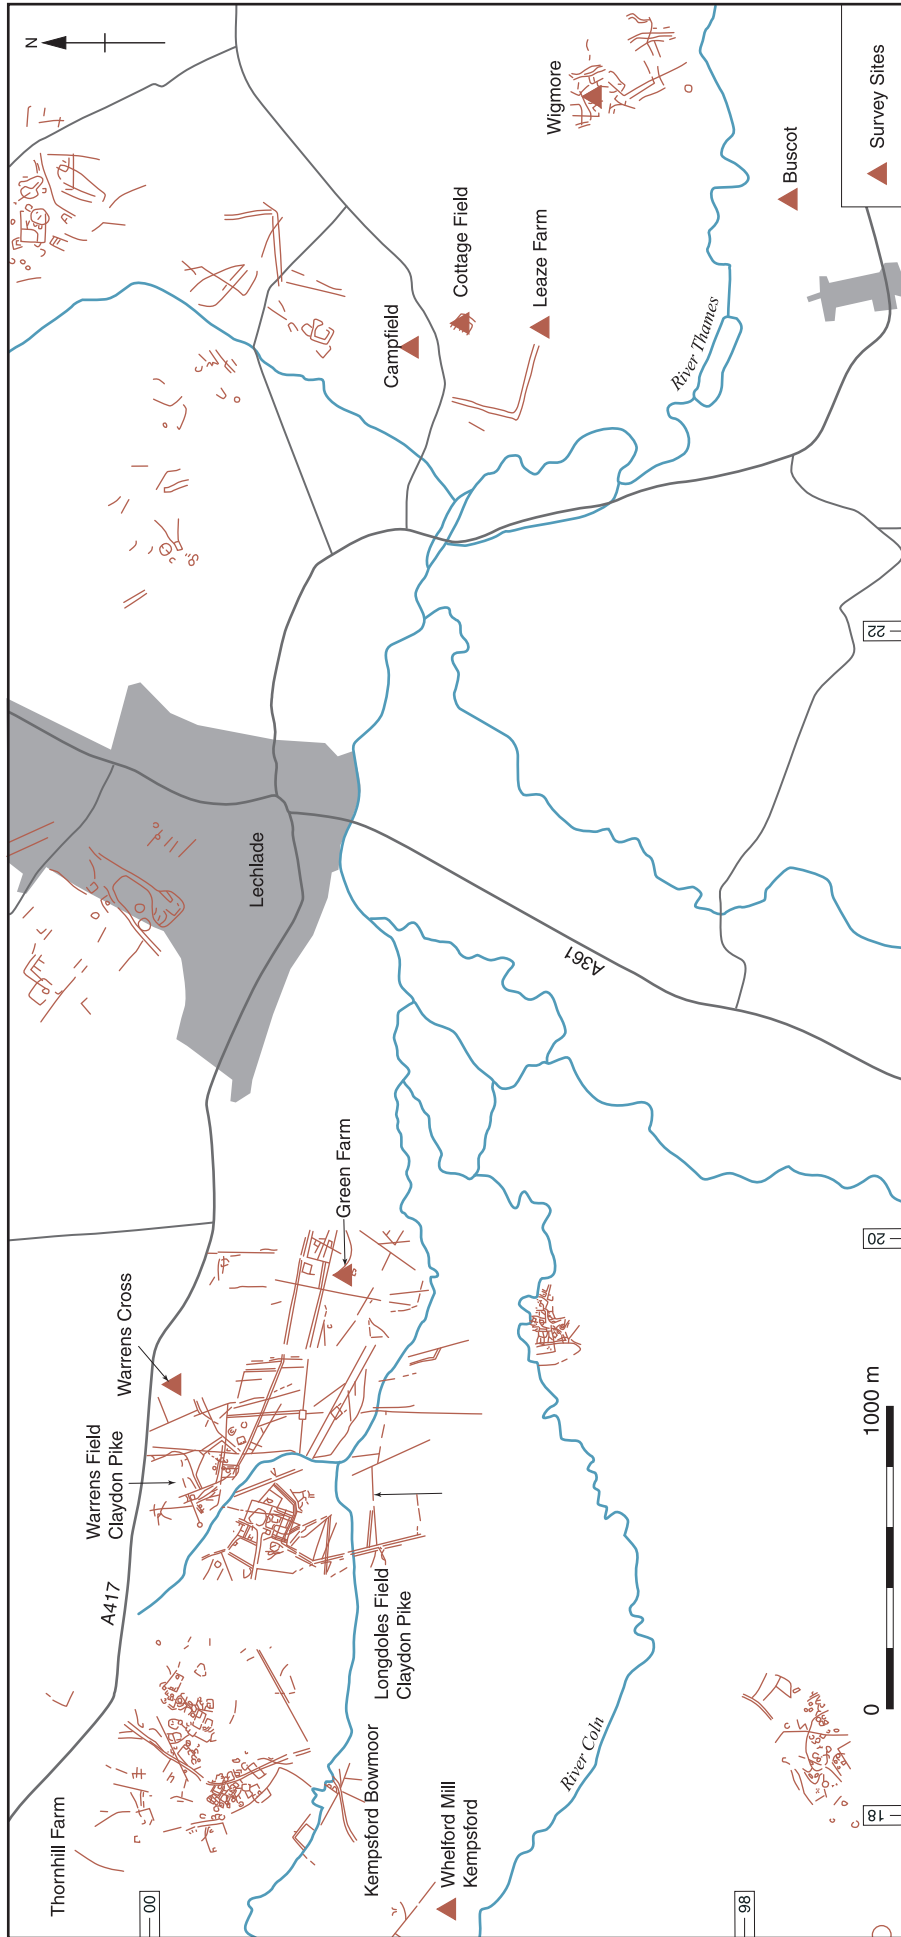 N
Thornhill Farm
A417
Warrens Field
Claydon Pike
Warrens Cross
Green Farm
Longdoles Field
Claydon Pike
Kempsford Bowmoor
Whelford Mill
Kempsford
River Coln
Lechlade
A361
Campfield
Cottage Field
Leaze Farm
Wigmore
River Thames
Buscot
Survey Sites
0
1000 m
00
98
18
20
22